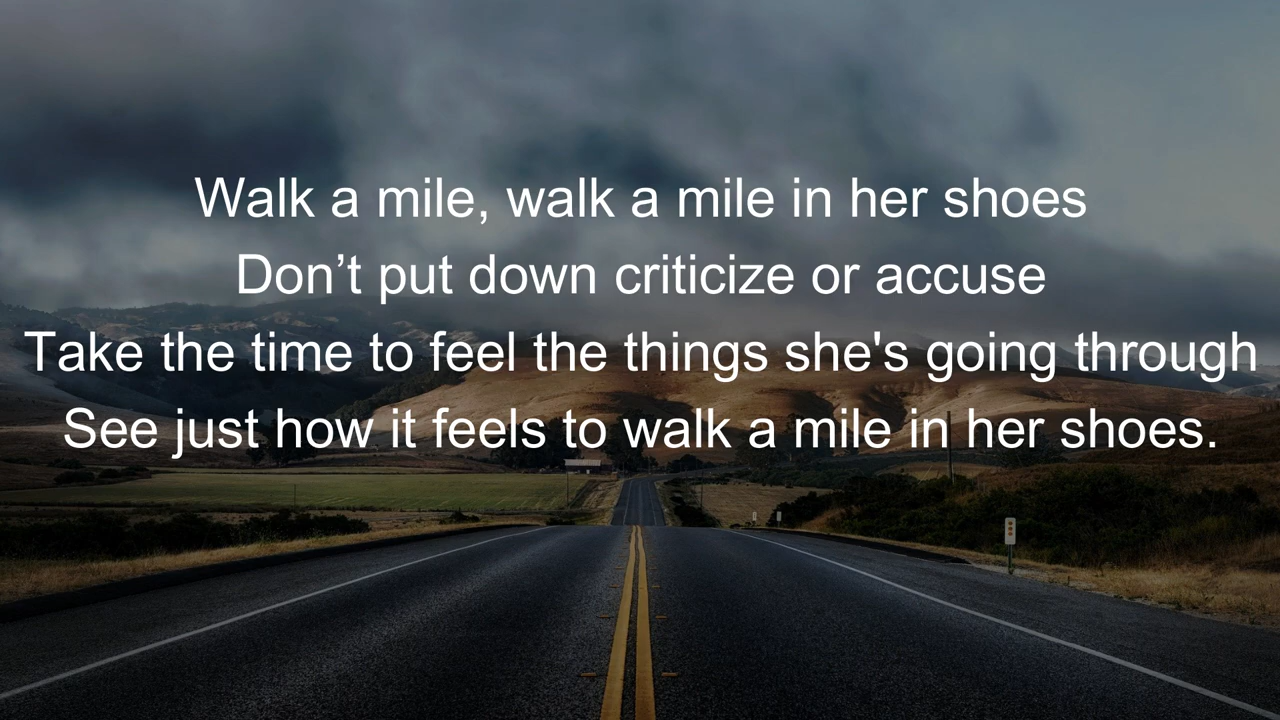 Walk a mile, walk a mile in her shoes
Don’t put down criticize or accuse
Take the time to feel the things she's going through
See just how it feels to walk a mile in her shoes.